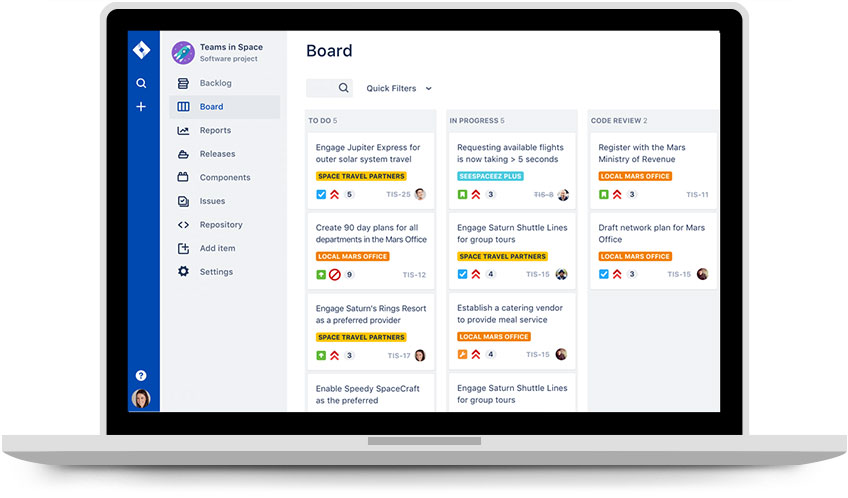 Teams in Space
Software project
Backlog
Board
Reports
Releases
Components
Issues
Repository
Add item
Settings
?
Board
Quick Filters
TO DO 5
Engage Jupiter Express for
outer solar system travel
SPACE TRAVEL PARTNERS
5 TIS-25
Create 90 day plans for all
departments in the Mars Office
LOCAL MARS OFFICE
9 TIS-12
Engage Saturn's Rings Resort
as a preferred provider
SPACE TRAVEL PARTNERS
3 TIS-17
Enable Speedy SpaceCraft
as the preferred
IN PROGRESS 5
Requesting available flights
is now taking > 5 seconds
SEESPACEEZ PLUS
3 TIS-8
Engage Saturn Shuttle Lines
for group tours
SPACE TRAVEL PARTNERS
4 TIS-15
Establish a catering vendor
to provide meal service
LOCAL MARS OFFICE
4 TIS-15
Engage Saturn Shuttle Lines
for group tours
CODE REVIEW 2
Register with the Mars
Ministry of Revenue
LOCAL MARS OFFICE
3 TIS-11
Draft network plan for Mars
Office
LOCAL MARS OFFICE
3 TIS-15